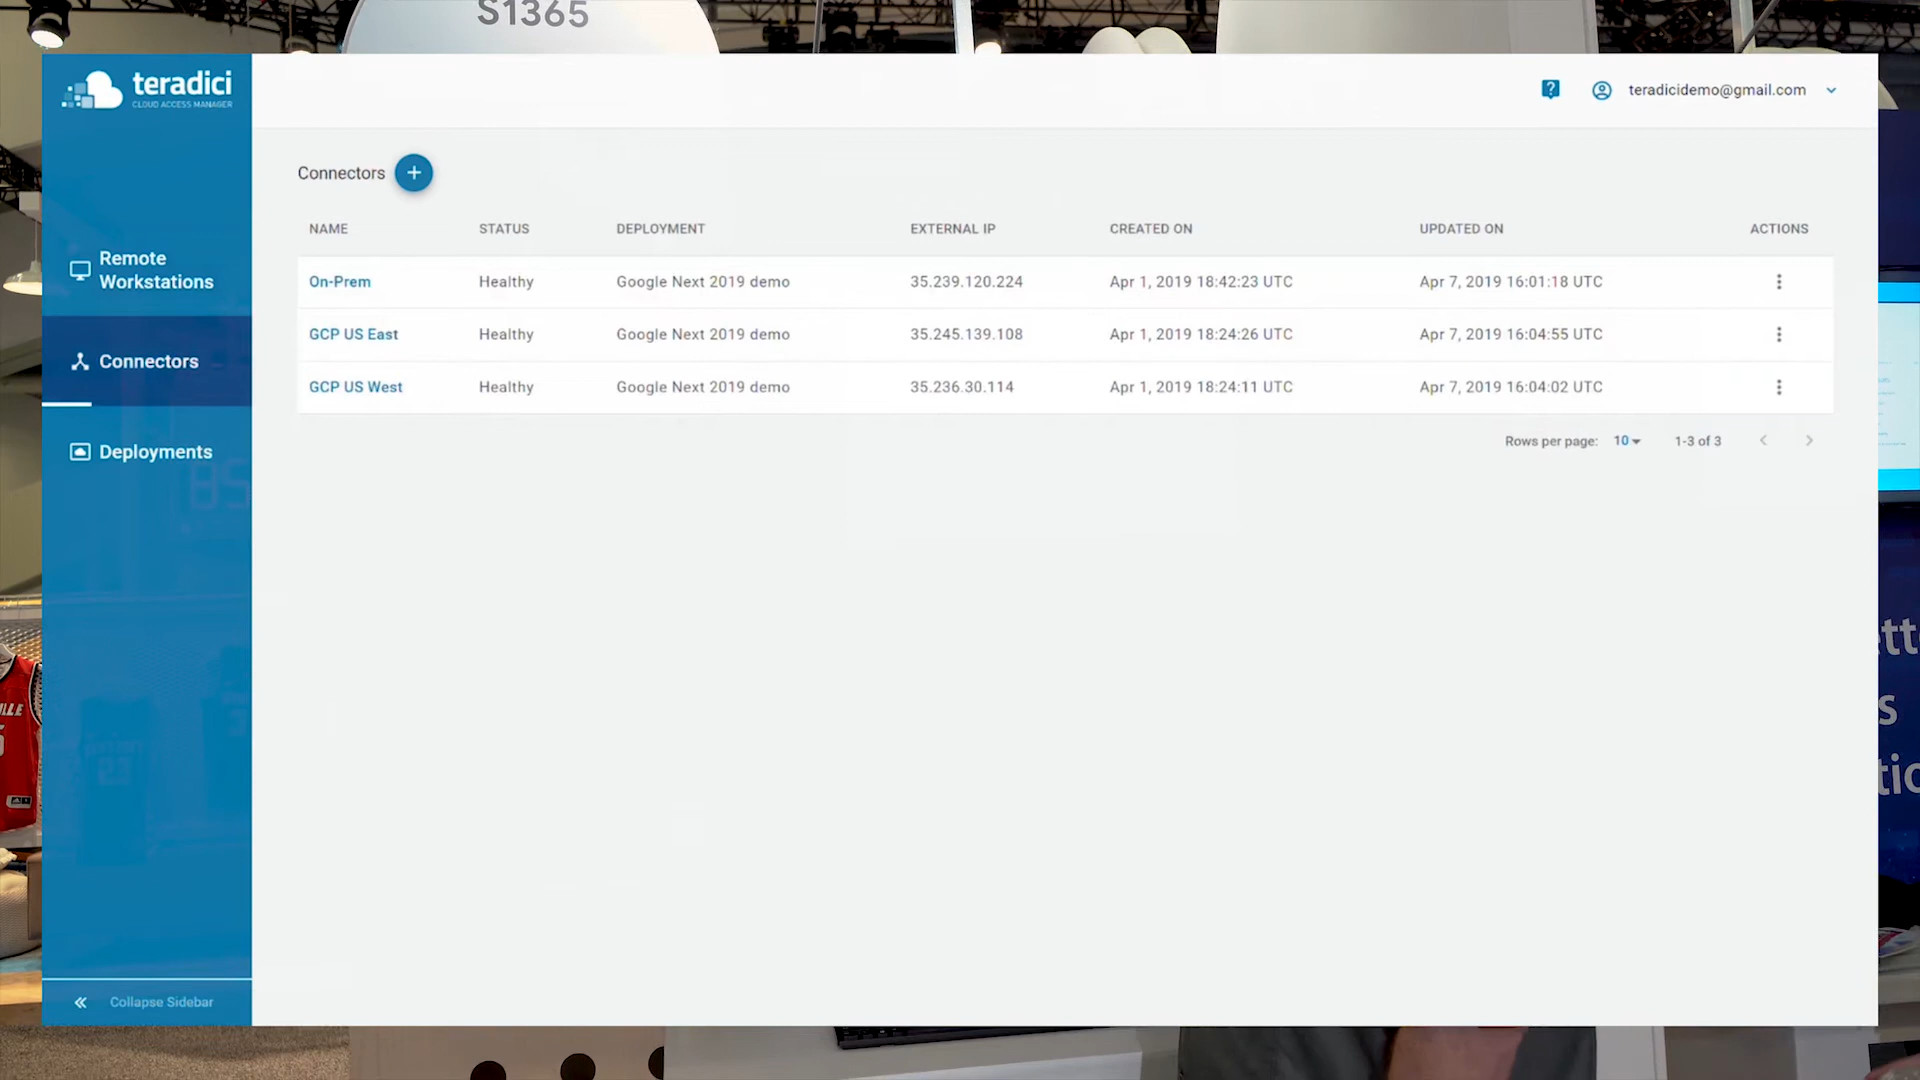 S1365
teradici
CLOUD ACCESS MANAGER
?
teradicidemo@gmail.com
Connectors +
NAME STATUS DEPLOYMENT EXTERNAL IP CREATED ON UPDATED ON ACTIONS
On-Prem Healthy Google Next 2019 demo 35.239.120.224 Apr 1, 2019 18:42:23 UTC Apr 7, 2019 16:01:18 UTC
GCP US East Healthy Google Next 2019 demo 35.245.139.108 Apr 1, 2019 18:24:26 UTC Apr 7, 2019 16:04:55 UTC
GCP US West Healthy Google Next 2019 demo 35.236.30.114 Apr 1, 2019 18:24:11 UTC Apr 7, 2019 16:04:02 UTC
Rows per page: 10 1-3 of 3
Remote
Workstations
Connectors
Deployments
Collapse Sidebar